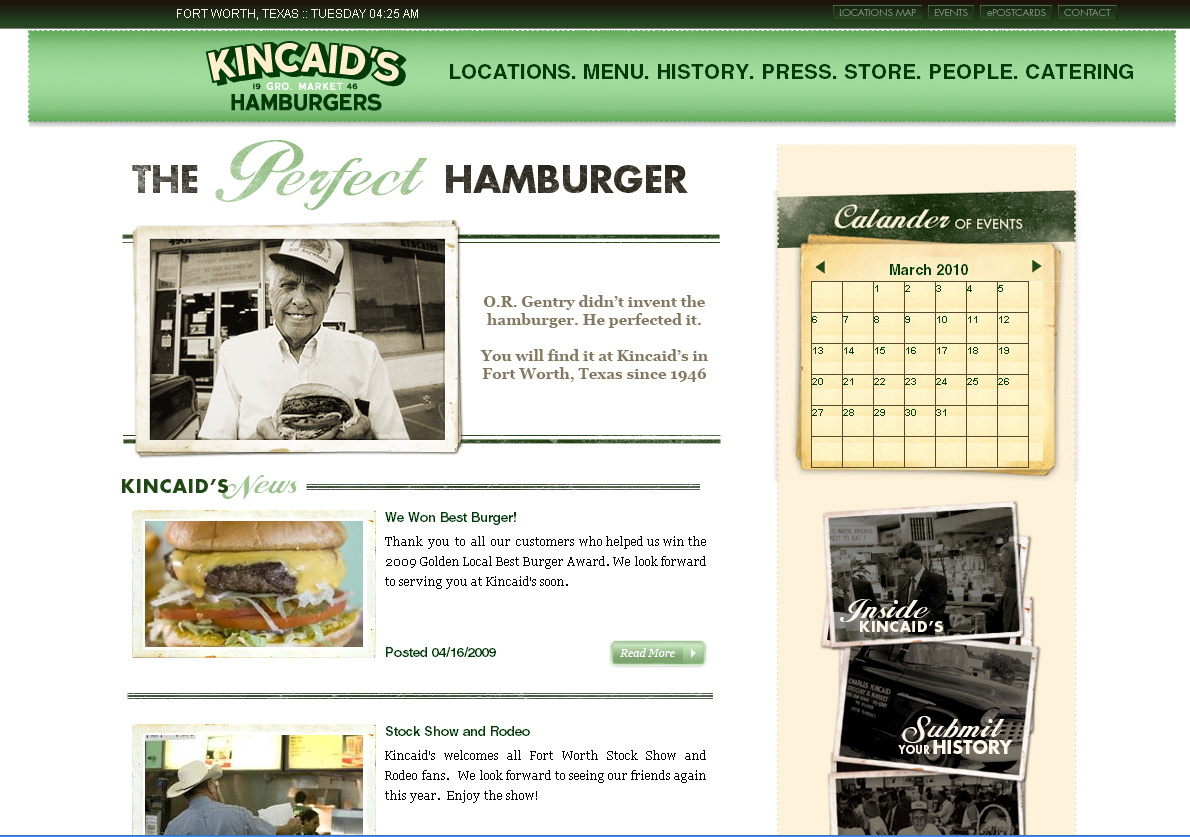 FORT WORTH, TEXAS :: TUESDAY 04:25 AM
LOCATIONS MAP EVENTS ePOSTCARDS CONTACT
KINCAID'S
19 GRO. MARKET 46
HAMBURGERS
LOCATIONS. MENU. HISTORY. PRESS. STORE. PEOPLE. CATERING
THE Perfect HAMBURGER
O.R. Gentry didn't invent the
hamburger. He perfected it.
You will find it at Kincaid's in
Fort Worth, Texas since 1946
Calander OF EVENTS
March 2010
1 2 3 4 5
6 7 8 9 10 11 12
13 14 15 16 17 18 19
20 21 22 23 24 25 26
27 28 29 30 31
KINCAID'S News
We Won Best Burger!
Thank you to all our customers who helped us win the
2009 Golden Local Best Burger Award. We look forward
to serving you at Kincaid's soon.
Posted 04/16/2009
Read More
Stock Show and Rodeo
Kincaid's welcomes all Fort Worth Stock Show and
Rodeo fans. We look forward to seeing our friends again
this year. Enjoy the show!
Inside
KINCAID'S
CHARLES KINCAID
GROCERY & MARKET
Submit
YOUR HISTORY